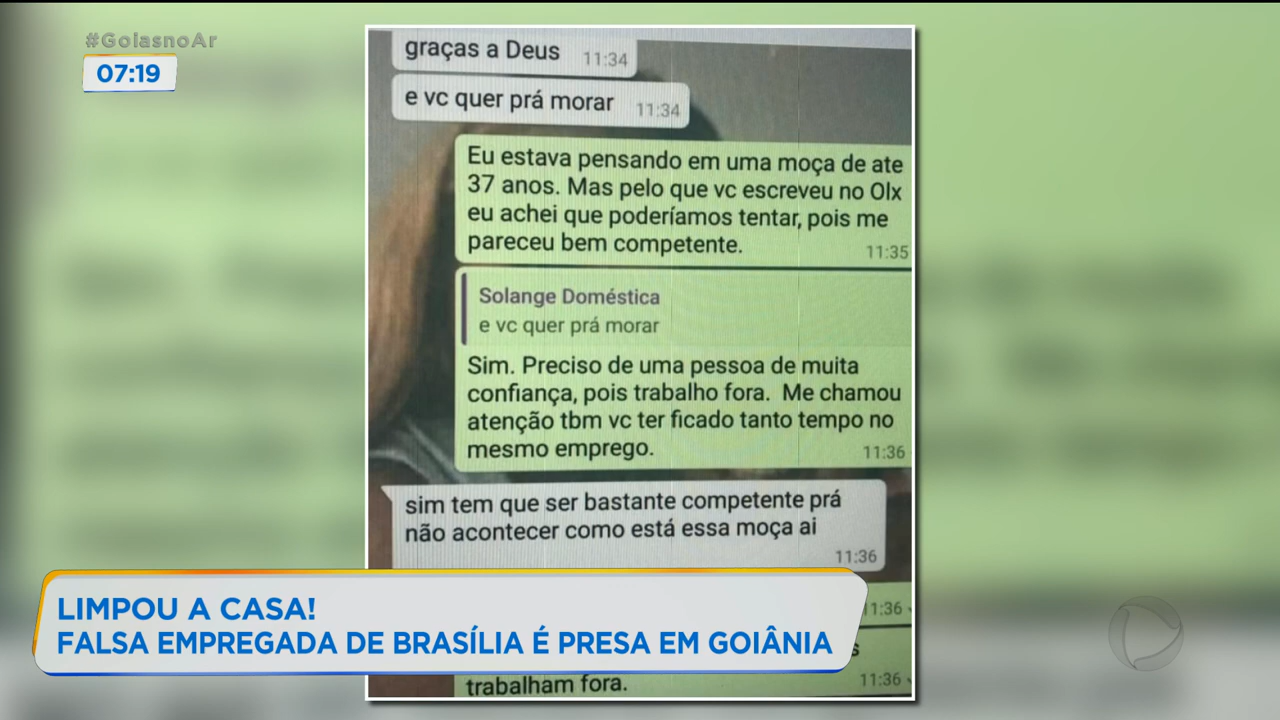 #GoiásnoAr
07:19
graças a Deus 11:34
e vc quer prá morar 11:34
Eu estava pensando em uma moça de ate
37 anos. Mas pelo que vc escreveu no Olx
eu achei que poderíamos tentar, pois me
pareceu bem competente. 11:35
Solange Doméstica
e vc quer prá morar
Sim. Preciso de uma pessoa de muita
confiança, pois trabalho fora. Me chamou
atenção tbm vc ter ficado tanto tempo no
mesmo emprego. 11:36
sim tem que ser bastante competente prá
não acontecer como está essa moça ai
11:36
11:36
trabalham fora. 11:36
LIMPOU A CASA!
FALSA EMPREGADA DE BRASÍLIA É PRESA EM GOIÂNIA